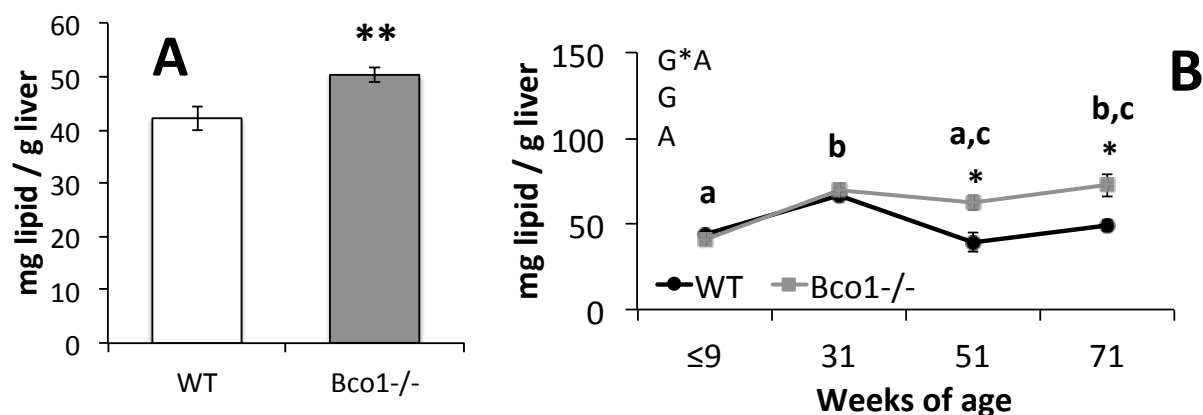 A
**
mg lipid / g liver
60
50
40
30
20
10
0
WT
Bco1-/-
B
G*A
G
A
mg lipid / g liver
150
100
50
0
a
b
a,c
*
b,c
*
WT
Bco1-/-
≤9
31
51
71
Weeks of age